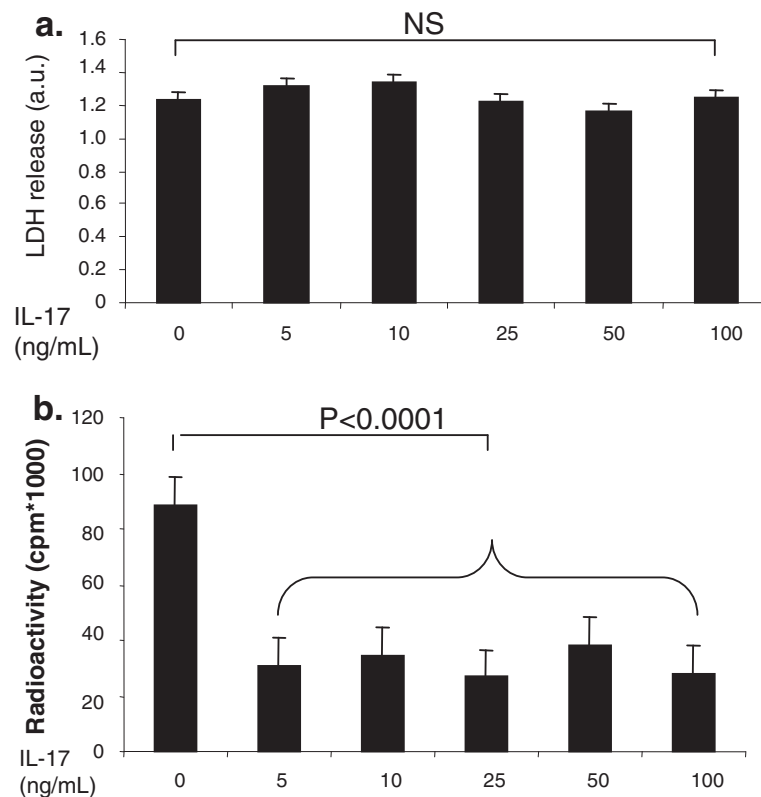 a.
NS
LDH release (a.u.)
1.6
1.4
1.2
1.0
0.8
0.6
0.4
0.2
0
IL-17
(ng/mL)
0 5 10 25 50 100
b.
P<0.0001
Radioactivity (cpm*1000)
120
100
80
60
40
20
0
IL-17
(ng/mL)
0 5 10 25 50 100